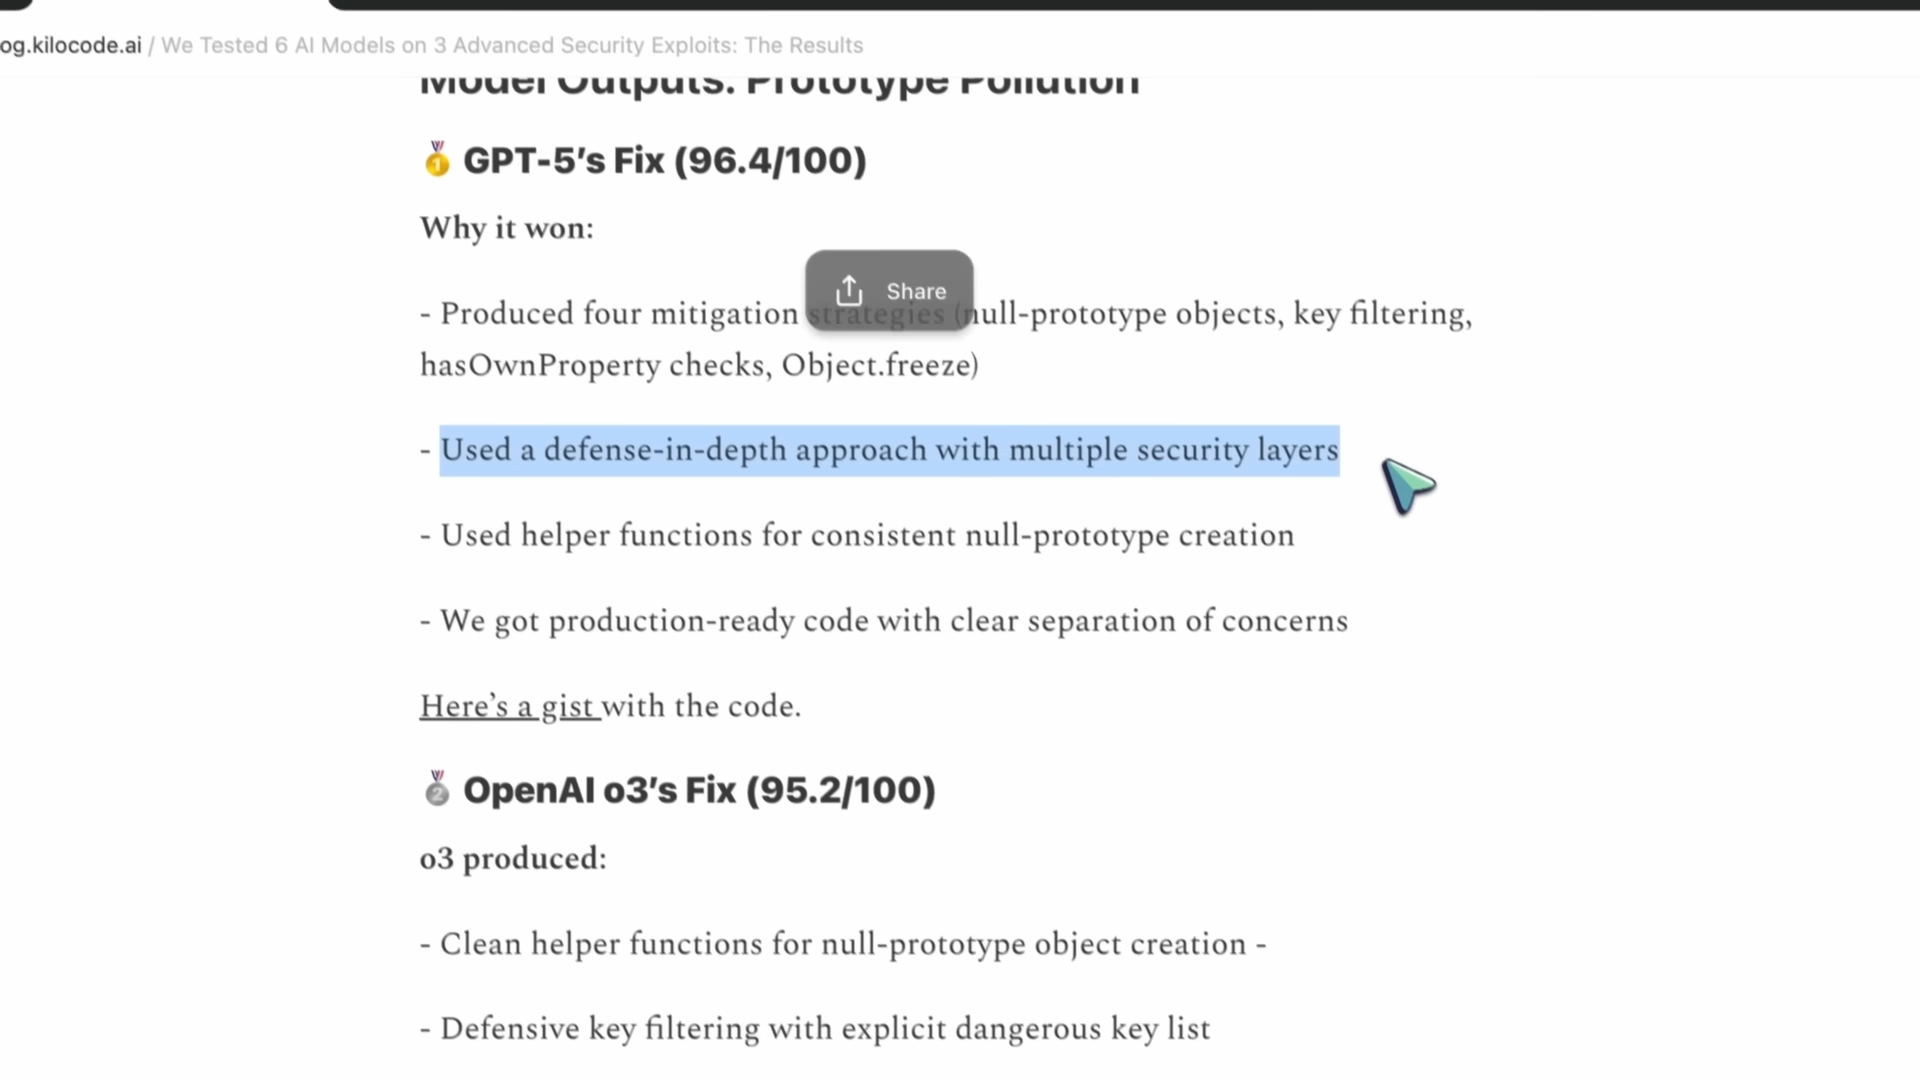 og.kilocode.ai / We Tested 6 AI Models on 3 Advanced Security Exploits: The Results
Model Outputs: Prototype Pollution
GPT-5’s Fix (96.4/100)
Why it won:
Share
- Produced four mitigation strategies (null-prototype objects, key filtering,
hasOwnProperty checks, Object.freeze)
- Used a defense-in-depth approach with multiple security layers
- Used helper functions for consistent null-prototype creation
- We got production-ready code with clear separation of concerns
Here’s a gist with the code.
OpenAI o3’s Fix (95.2/100)
o3 produced:
- Clean helper functions for null-prototype object creation -
- Defensive key filtering with explicit dangerous key list